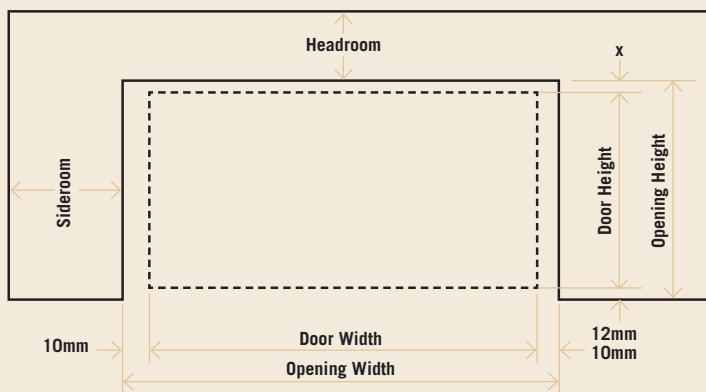 Headroom
x
Sideroom
Door Height
Opening Height
10mm
Door Width
12mm
10mm
Opening Width